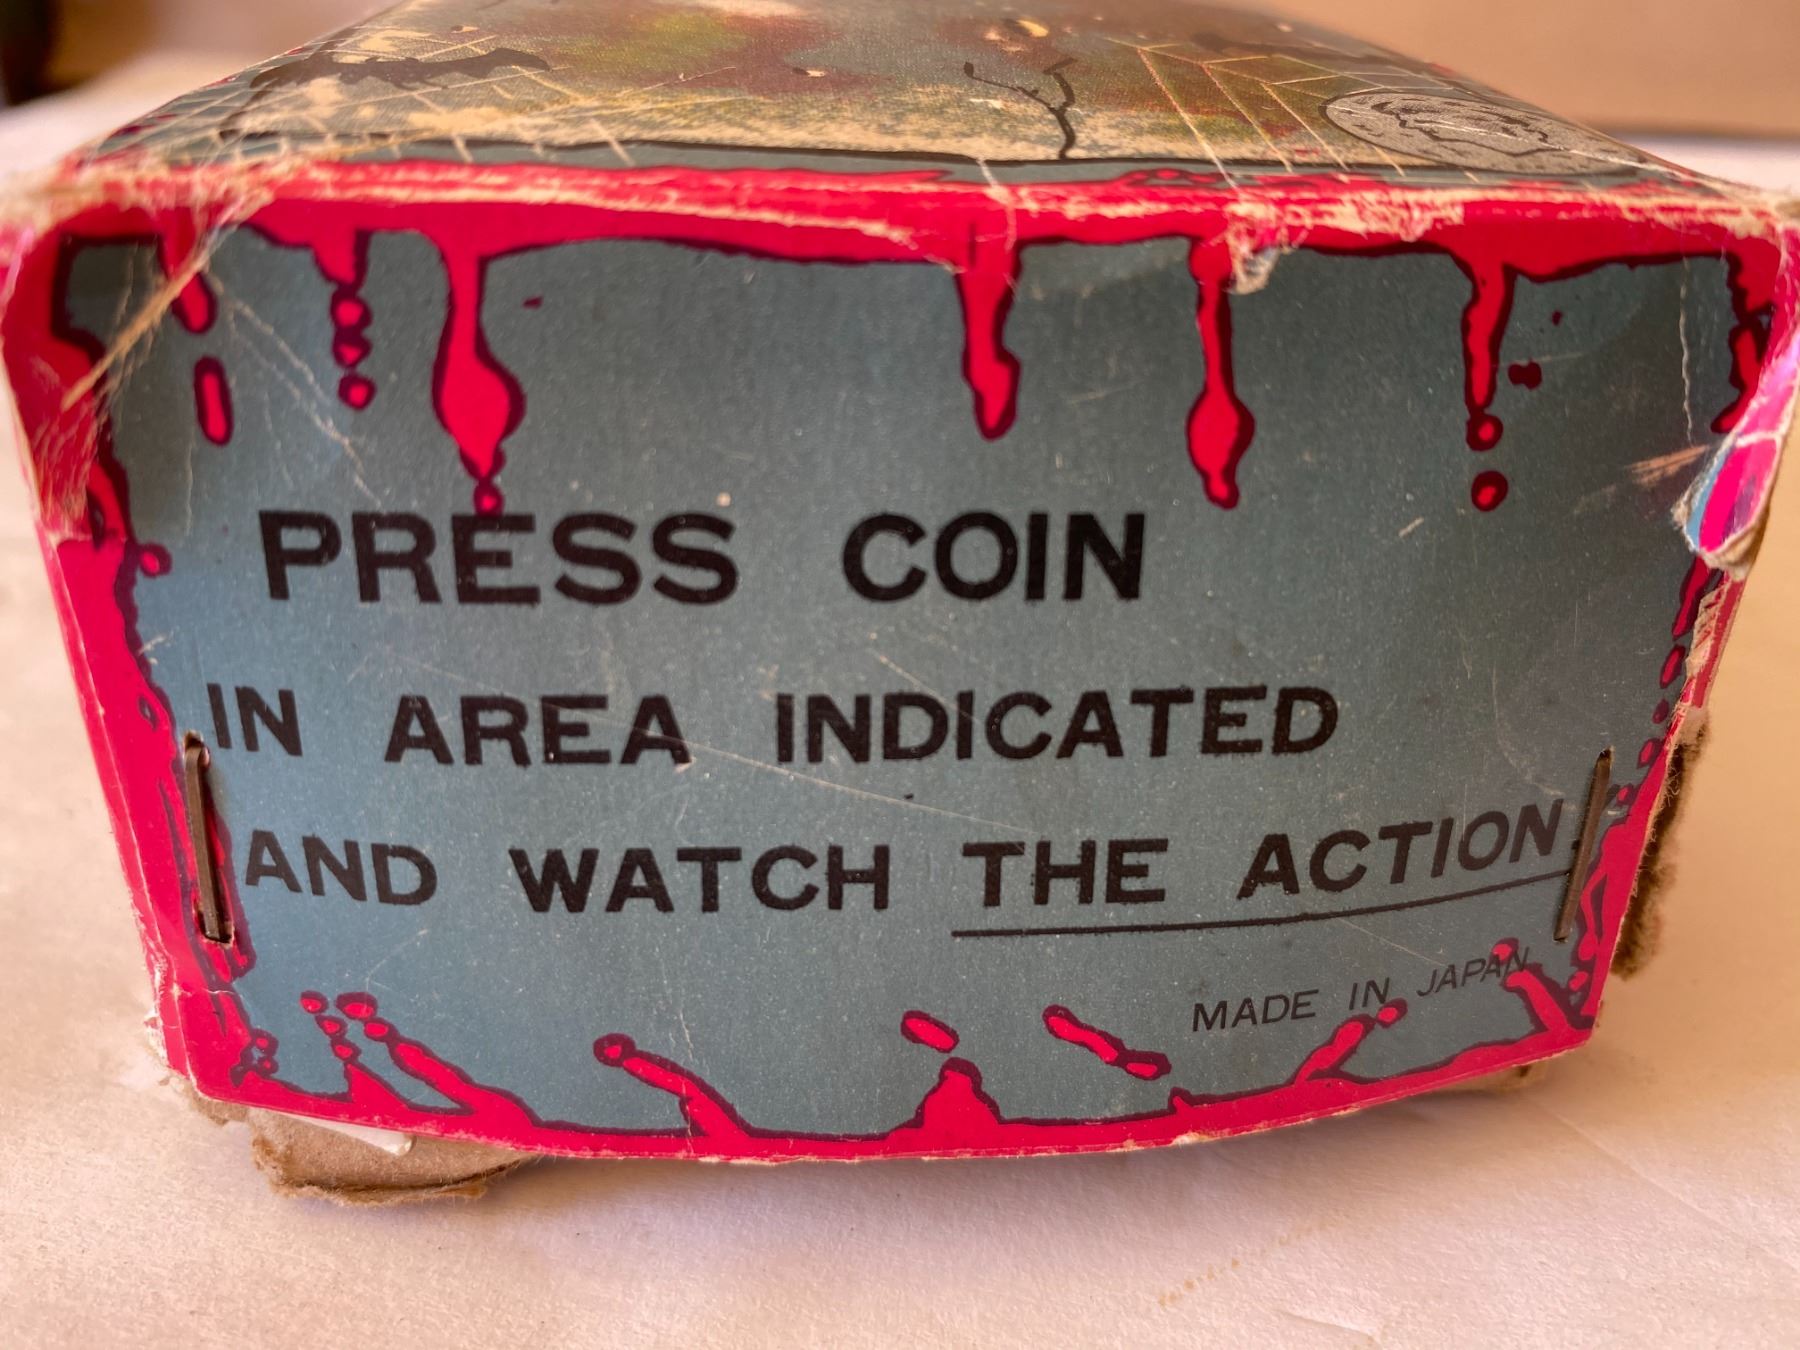 PRESS COIN
IN AREA INDICATED
AND WATCH THE ACTION.
MADE IN JAPAN